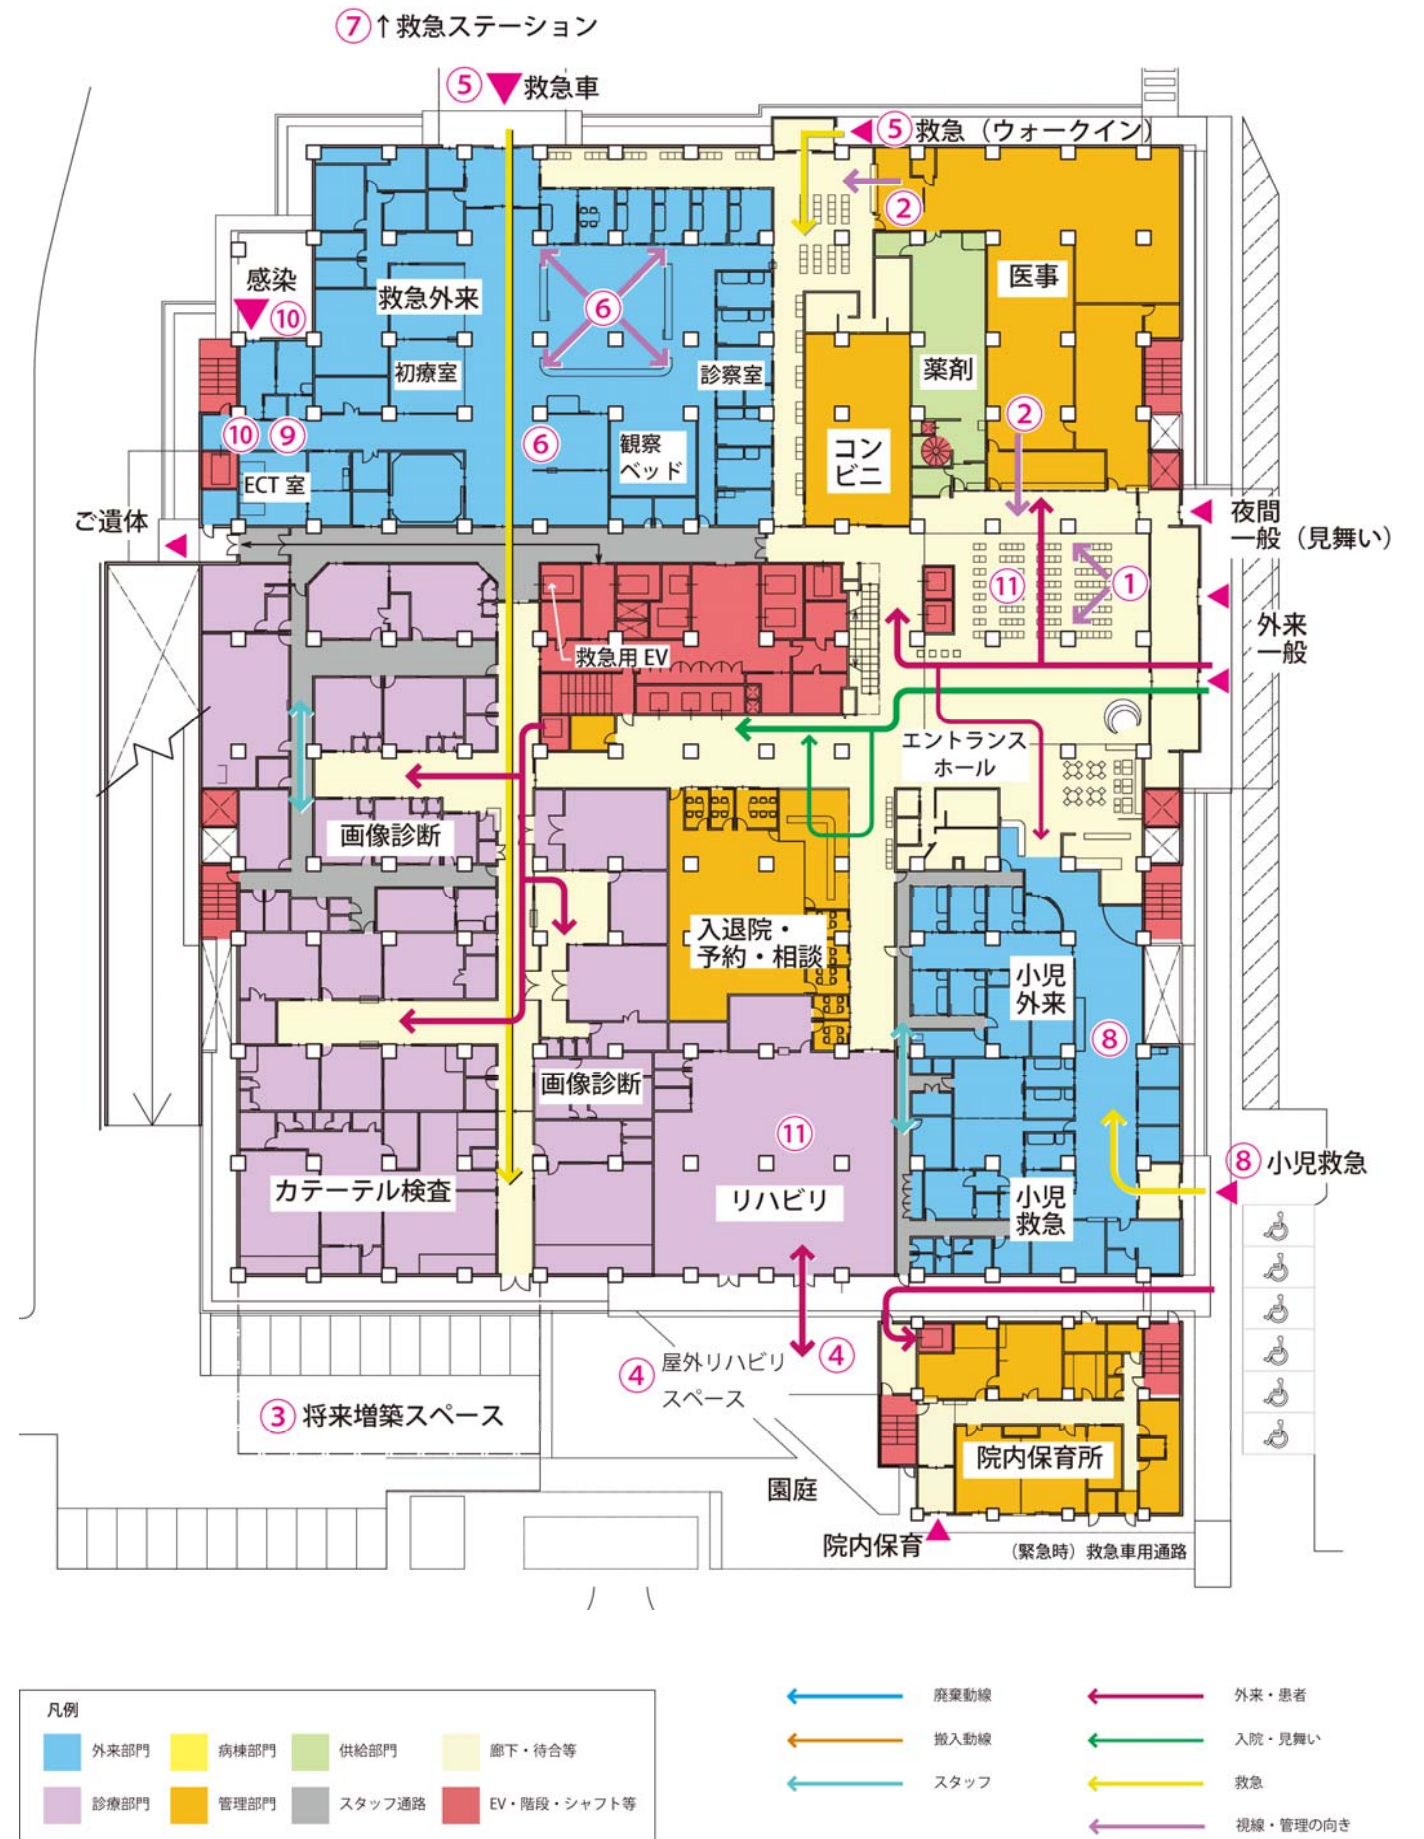 ⑦↑救急ステーション
⑤ 救急車
⑤ 救急（ウォークイン）
②
感染
⑩
救急外来
⑥
医事
初療室
診察室
薬剤
⑩ ⑨
⑥
観察
ベッド
コン
ビニ
②
ECT 室
ご遺体
夜間
一般（見舞い）
⑪
①
外来
一般
救急用 EV
エントランス
ホール
画像診断
入退院・
予約・相談
小児
外来
⑧
画像診断
⑪
カテーテル検査
リハビリ
小児
救急
⑧ 小児救急
④ 屋外リハビリ
スペース
④
③ 将来増築スペース
院内保育所
園庭
院内保育
（緊急時）救急車用通路
凡例
外来部門 病棟部門 供給部門 廊下・待合等
診療部門 管理部門 スタッフ通路 EV・階段・シャフト等
廃棄動線 外来・患者
搬入動線 入院・見舞い
スタッフ 救急
視線・管理の向き